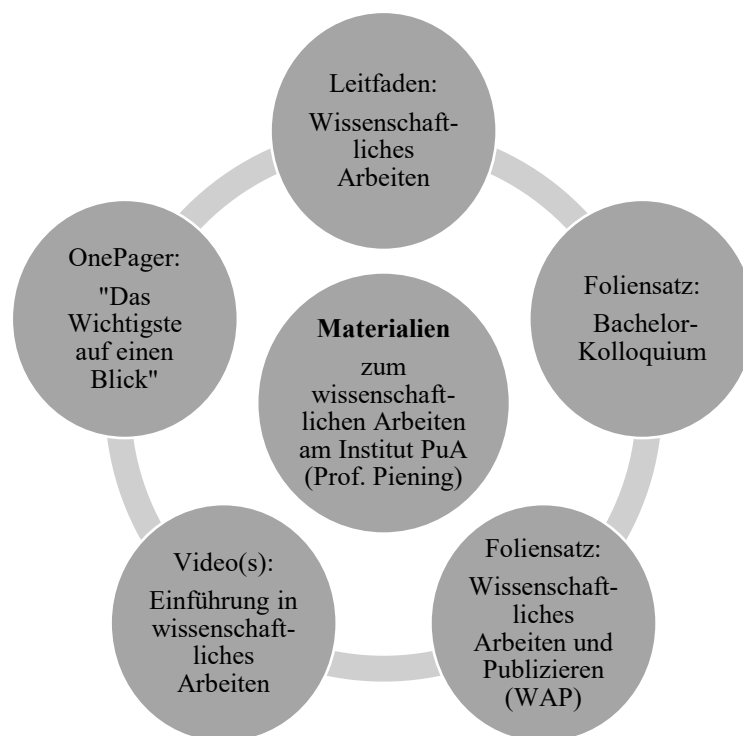 Leitfaden:
Wissenschaft-
liches
Arbeiten
OnePager:
"Das
Wichtigste
auf einen
Blick"
Materialien
zum
wissenschaft-
lichen Arbeiten
am Institut PuA
(Prof. Piening)
Foliensatz:
Bachelor-
Kolloquium
Video(s):
Einführung in
wissenschaft-
liches
Arbeiten
Foliensatz:
Wissenschaft-
liches
Arbeiten und
Publizieren
(WAP)